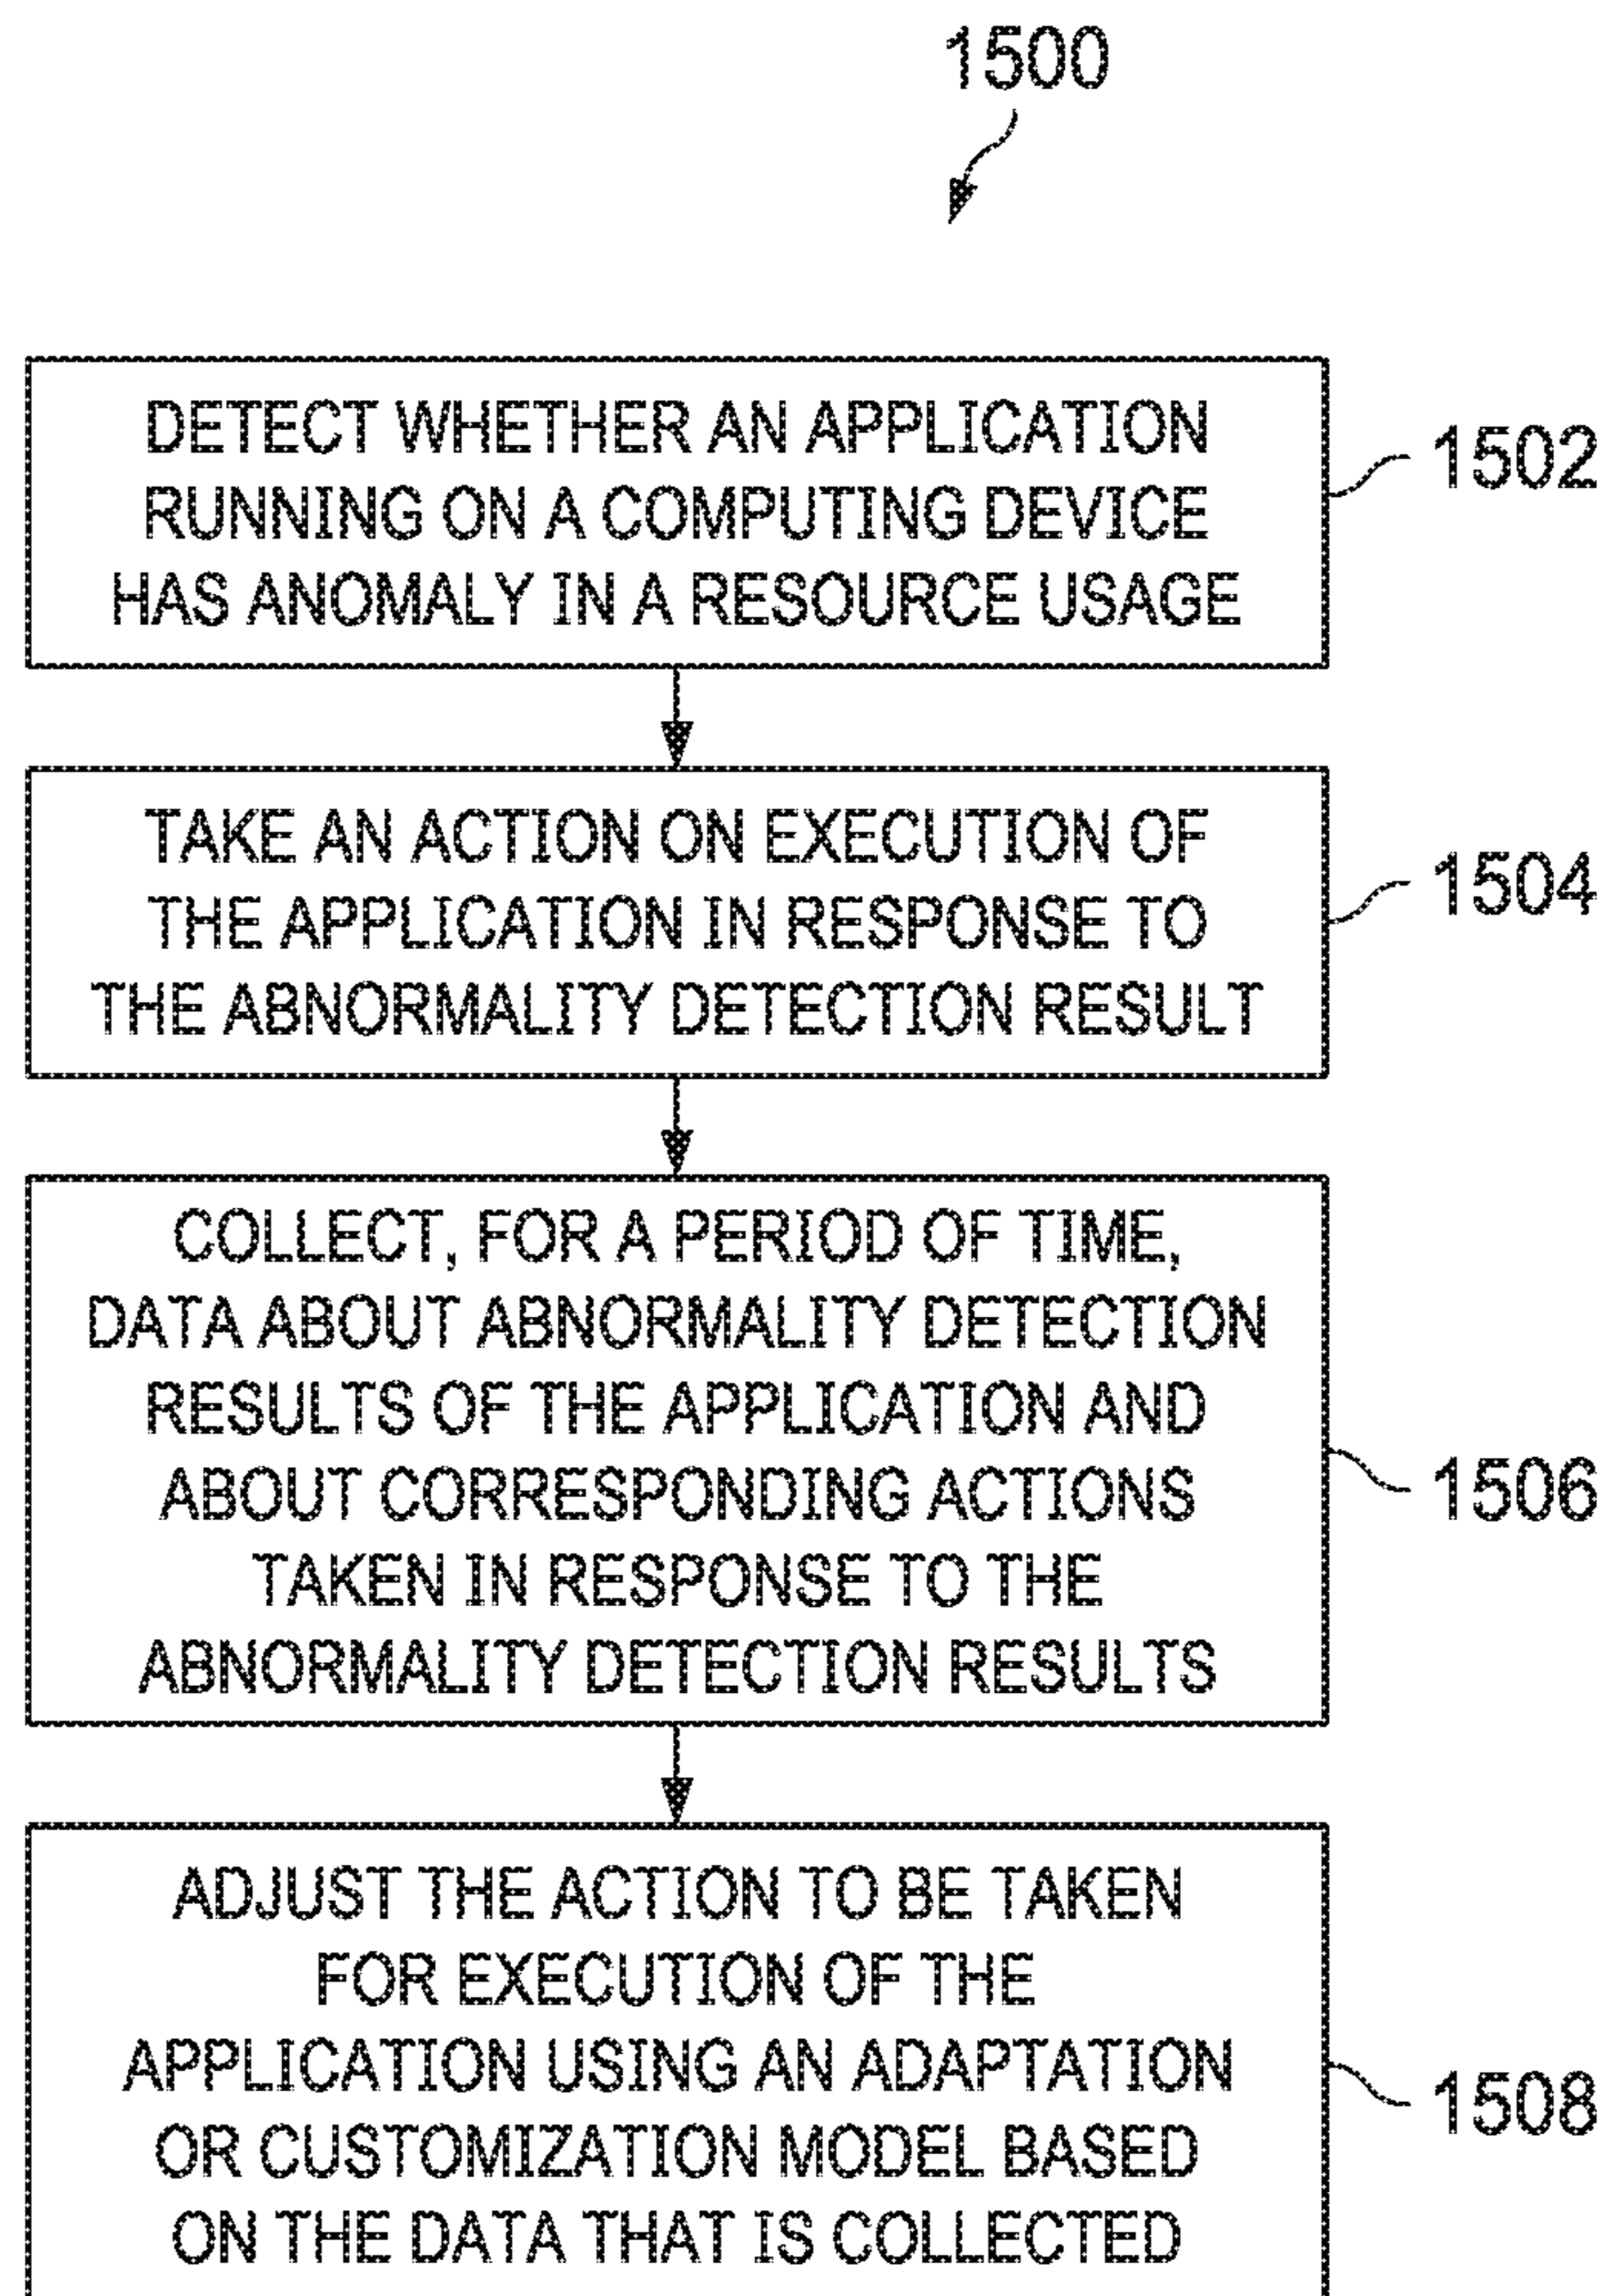 1500
DETECT WHETHER AN APPLICATION
RUNNING ON A COMPUTING DEVICE
HAS ANOMALY IN A RESOURCE USAGE
1502
TAKE AN ACTION ON EXECUTION OF
THE APPLICATION IN RESPONSE TO
THE ABNORMALITY DETECTION RESULT
1504
COLLECT, FOR A PERIOD OF TIME,
DATA ABOUT ABNORMALITY DETECTION
RESULTS OF THE APPLICATION AND
ABOUT CORRESPONDING ACTIONS
TAKEN IN RESPONSE TO THE
ABNORMALITY DETECTION RESULTS
1506
ADJUST THE ACTION TO BE TAKEN
FOR EXECUTION OF THE
APPLICATION USING AN ADAPTATION
OR CUSTOMIZATION MODEL BASED
ON THE DATA THAT IS COLLECTED
1508